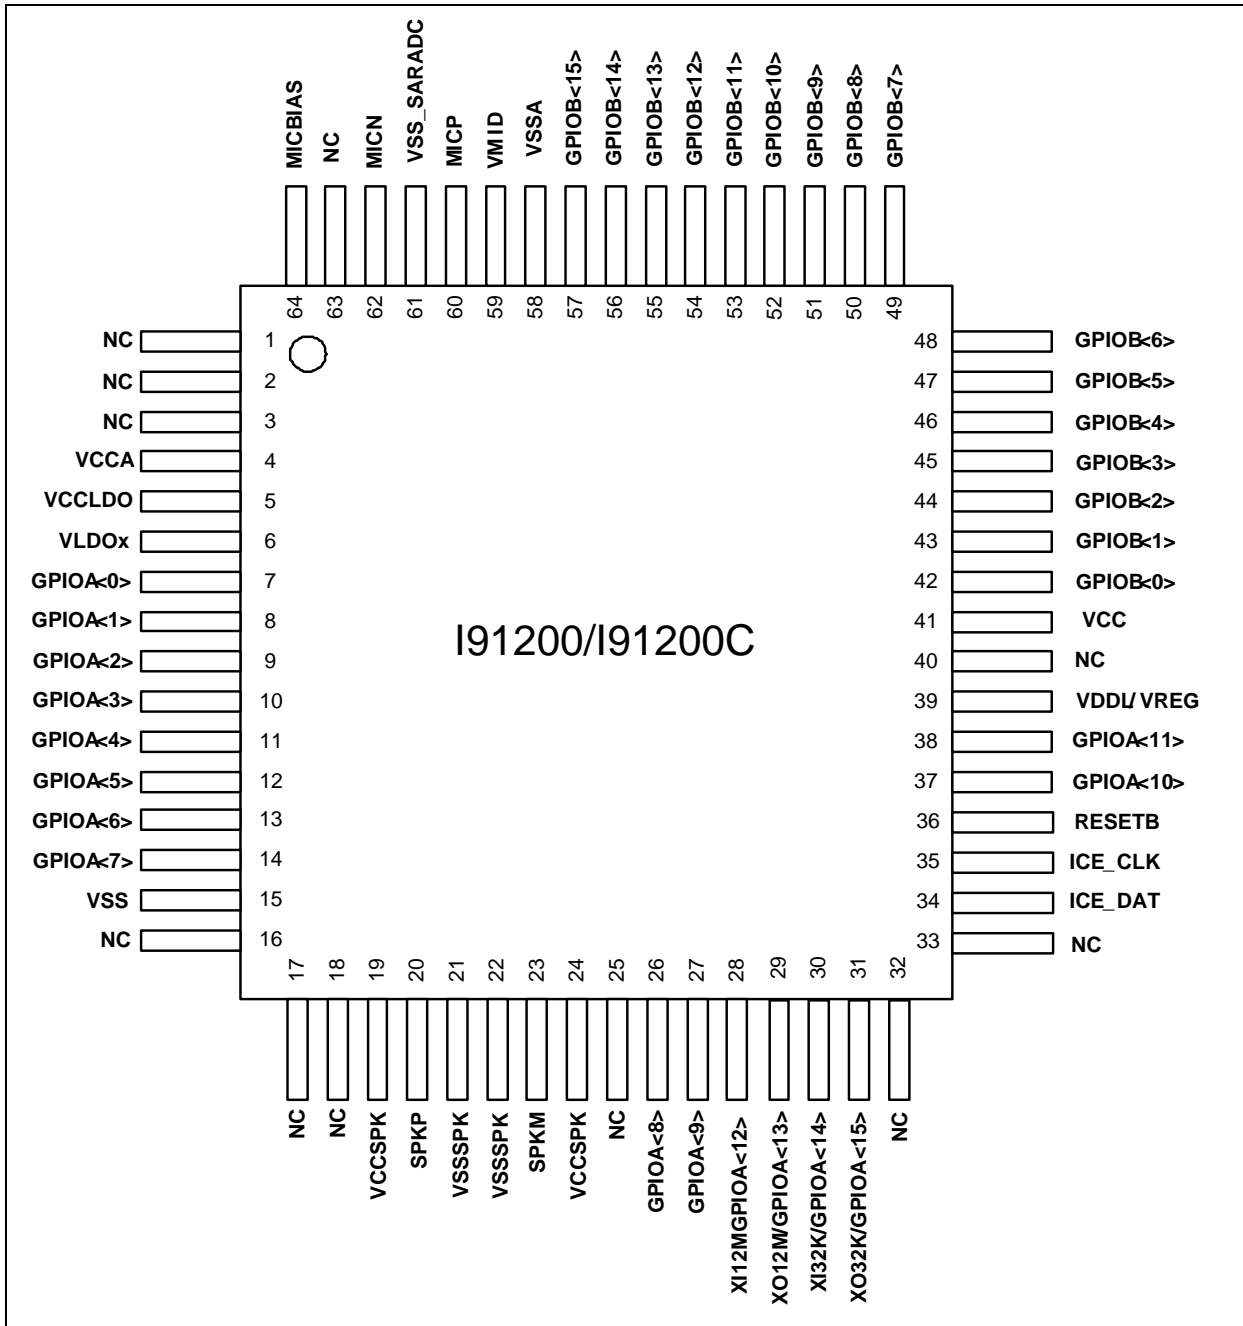 MICBIAS
NC
MICN
VSS_SARADC
MICP
VMID
VSSA
GPIOB<15>
GPIOB<14>
GPIOB<13>
GPIOB<12>
GPIOB<11>
GPIOB<10>
GPIOB<9>
GPIOB<8>
GPIOB<7>
64
63
62
61
60
59
58
57
56
55
54
53
52
51
50
49
NC 1
NC 2
NC 3
VCCA 4
VCCLDO 5
VLDOx 6
GPIOA<0> 7
GPIOA<1> 8
GPIOA<2> 9
GPIOA<3> 10
GPIOA<4> 11
GPIOA<5> 12
GPIOA<6> 13
GPIOA<7> 14
VSS 15
NC 16
I91200/I91200C
48 GPIOB<6>
47 GPIOB<5>
46 GPIOB<4>
45 GPIOB<3>
44 GPIOB<2>
43 GPIOB<1>
42 GPIOB<0>
41 VCC
40 NC
39 VDDL/VREG
38 GPIOA<11>
37 GPIOA<10>
36 RESETB
35 ICE_CLK
34 ICE_DAT
33 NC
17
18
19
20
21
22
23
24
25
26
27
28
29
30
31
32
NC
NC
VCCSPK
SPKP
VSSSPK
VSSSPK
SPKM
VCCSPK
NC
GPIOA<8>
GPIOA<9>
XI12MGPIOA<12>
XO12M/GPIOA<13>
XI32K/GPIOA<14>
XO32K/GPIOA<15>
NC